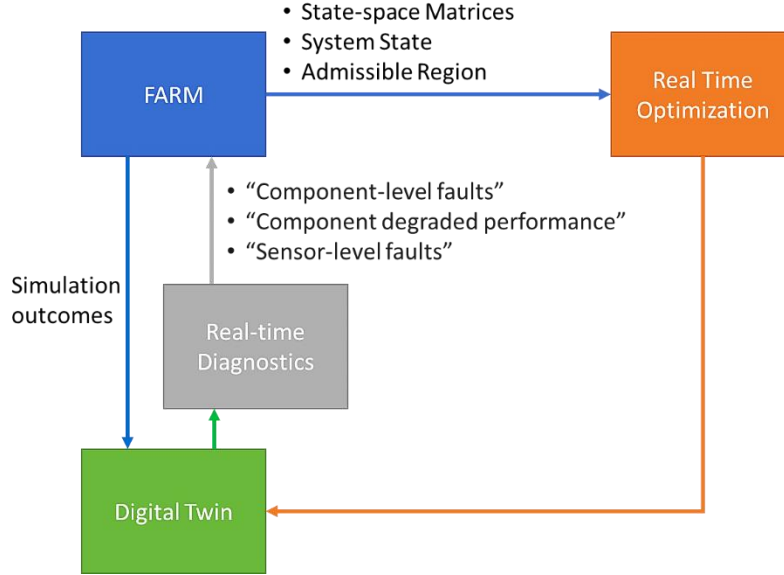 • State-space Matrices
• System State
• Admissible Region
FARM
Real Time
Optimization
• “Component-level faults”
• “Component degraded performance”
• “Sensor-level faults”
Simulation
outcomes
Real-time
Diagnostics
Digital Twin